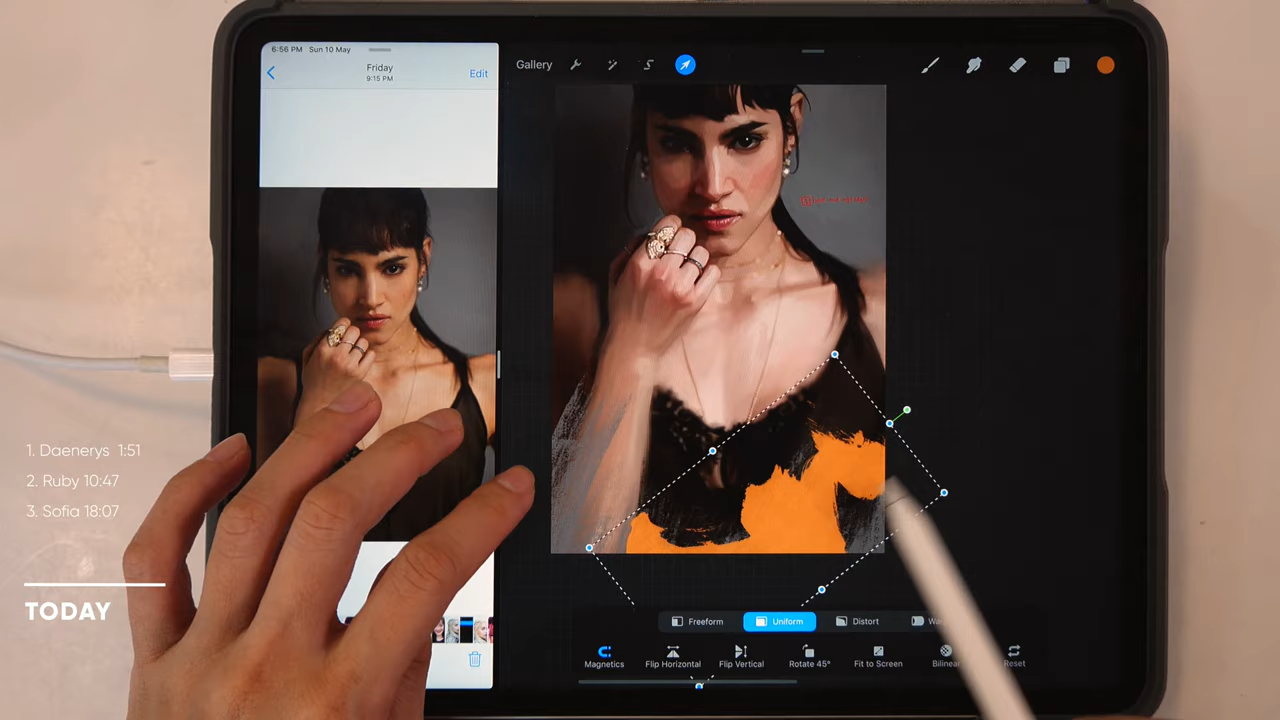 6:56 PM Sun 10 May
Friday
9:15 PM
Edit
Gallery
1. Daenerys 1:51
2. Ruby 10:47
3. Sofia 18:07
TODAY
Freeform
Uniform
Distort
Magnetics
Flip Horizontal
Flip Vertical
Rotate 45°
Fit to Screen
Reset